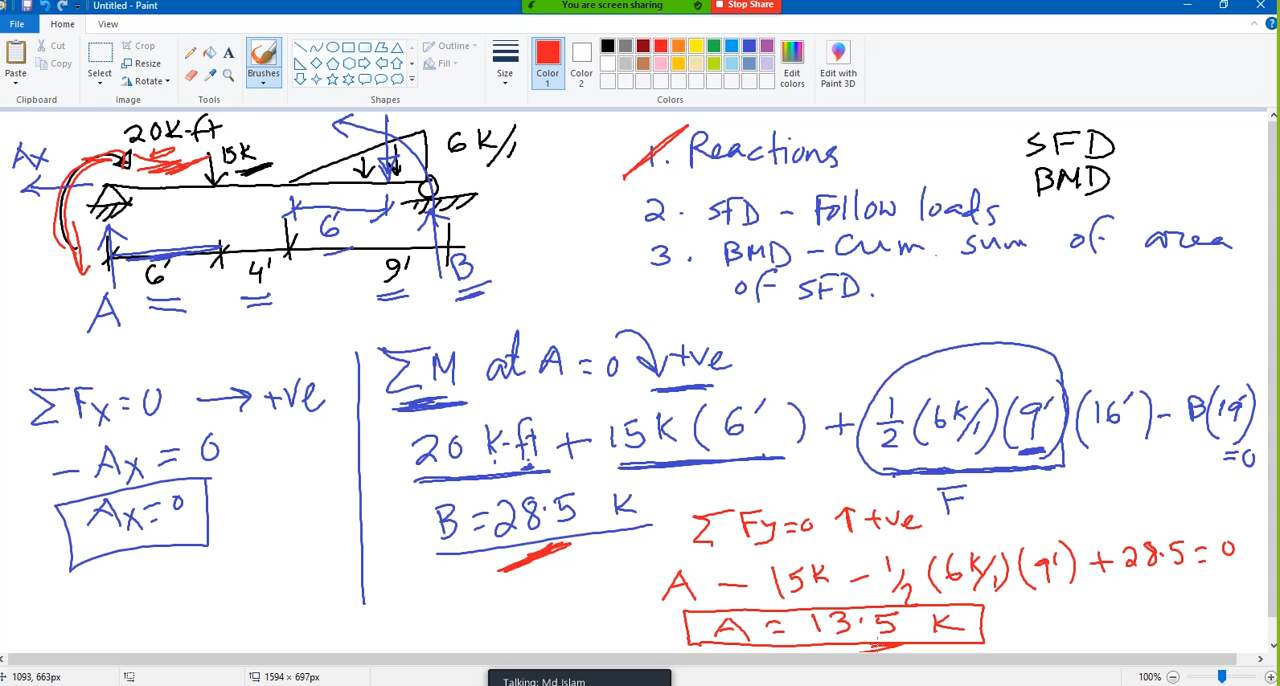 Untitled - Paint
You are screen sharing
Stop Share
File
Home
View
Paste
Cut
Copy
Clipboard
Select
Crop
Resize
Rotate
Image
Tools
Brushes
Shapes
Outline
Fill
Size
Color 1
Color 2
Edit colors
Colors
Edit with Paint 3D
20K-ft
15K
6 K/'
Ax
6'
6'
4'
9'
A
B
1. Reactions
2. SFD - Follow loads
3. BMD - Cum. sum of area
of SFD.
SFD
BMD
ΣFx=0 → +ve
- Ax = 0
Ax=0
ΣM at A = 0 +ve
20 k-ft + 15K ( 6' ) + 1/2 (6K/')(9')(16') - B(19') =0
F
B = 28.5 K
Σ Fy=0 ↑ +ve
A - 15K - 1/2 (6K/')(9') + 28.5 = 0
A = 13.5 K
1093, 663px
1594 × 697px
100%
Talking: Md Islam